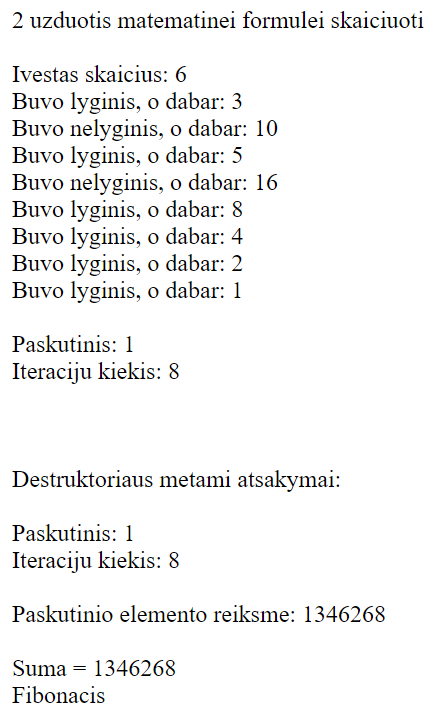 2 uzduotis matematinei formulei skaiciuoti
Ivestas skaicius: 6
Buvo lyginis, o dabar: 3
Buvo nelyginis, o dabar: 10
Buvo lyginis, o dabar: 5
Buvo nelyginis, o dabar: 16
Buvo lyginis, o dabar: 8
Buvo lyginis, o dabar: 4
Buvo lyginis, o dabar: 2
Buvo lyginis, o dabar: 1
Paskutinis: 1
Iteraciju kiekis: 8
Destruktoriaus metami atsakymai:
Paskutinis: 1
Iteraciju kiekis: 8
Paskutinio elemento reiksme: 1346268
Suma = 1346268
Fibonacis